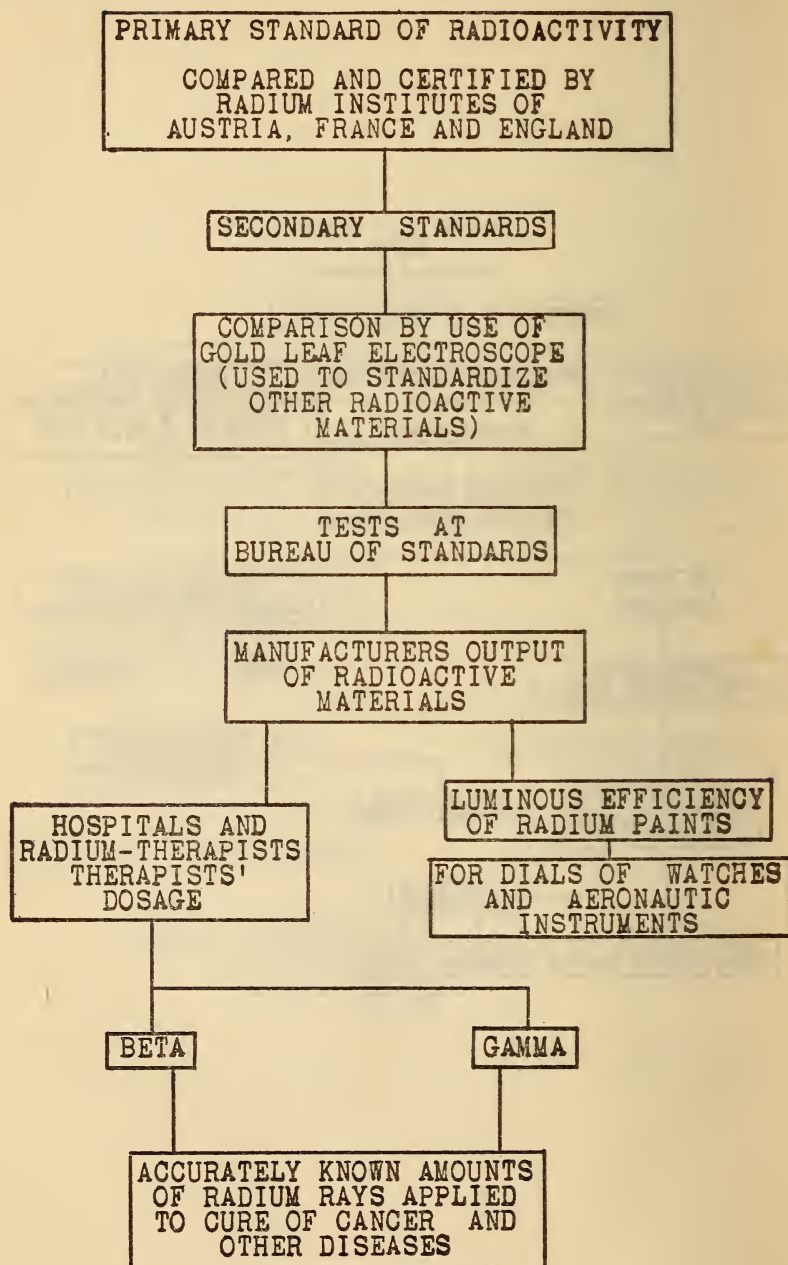 PRIMARY STANDARD OF RADIOACTIVITY
COMPARED AND CERTIFIED BY
RADIUM INSTITUTES OF
AUSTRIA, FRANCE AND ENGLAND
SECONDARY STANDARDS
COMPARISON BY USE OF
GOLD LEAF ELECTROSCOPE
(USED TO STANDARDIZE
OTHER RADIOACTIVE
MATERIALS)
TESTS AT
BUREAU OF STANDARDS
MANUFACTURERS OUTPUT
OF RADIOACTIVE
MATERIALS
HOSPITALS AND
RADIUM-THERAPISTS
THERAPISTS'
DOSAGE
LUMINOUS EFFICIENCY
OF RADIUM PAINTS
FOR DIALS OF WATCHES
AND AERONAUTIC
INSTRUMENTS
BETA
GAMMA
ACCURATELY KNOWN AMOUNTS
OF RADIUM RAYS APPLIED
TO CURE OF CANCER AND
OTHER DISEASES